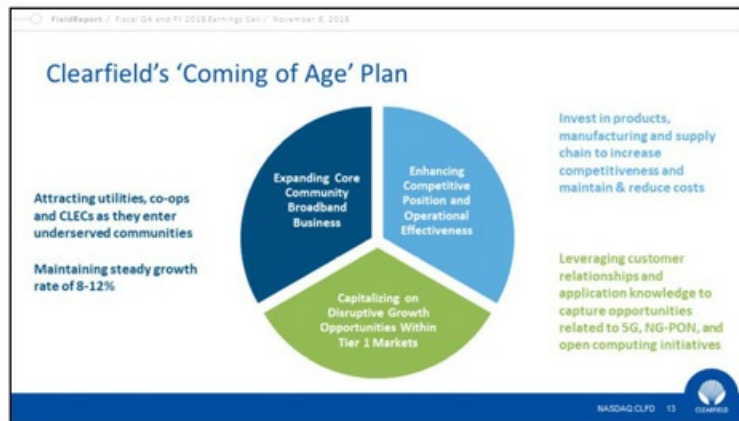 FieldReport / Fiscal Q4 and FY 2018 Earnings Call / November 8, 2018
Clearfield's 'Coming of Age' Plan
Attracting utilities, co-ops
and CLECs as they enter
underserved communities
Maintaining steady growth
rate of 8-12%
Expanding Core
Community
Broadband
Business
Enhancing
Competitive
Position and
Operational
Effectiveness
Capitalizing on
Disruptive Growth
Opportunities Within
Tier 1 Markets
Invest in products,
manufacturing and supply
chain to increase
competitiveness and
maintain & reduce costs
Leveraging customer
relationships and
application knowledge to
capture opportunities
related to 5G, NG-PON, and
open computing initiatives
NASDAQ:CLFD 13
CLEARFIELD